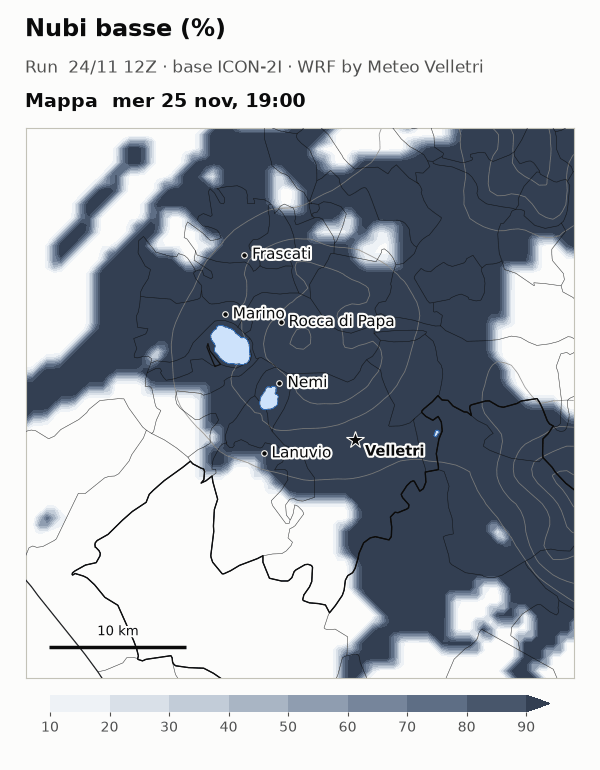 Nubi basse (%)
Run  24/11 12Z · base ICON-2I · WRF by Meteo Velletri
Mappa  mer 25 nov, 19:00
Frascati
Marino
Rocca di Papa
Nemi
Velletri
Lanuvio
10 km
10 20 30 40 50 60 70 80 90